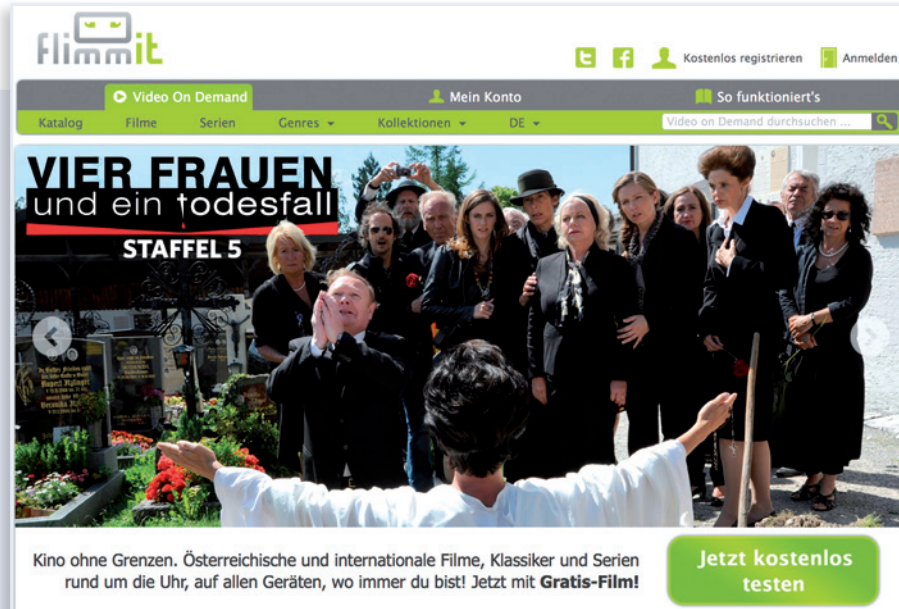 flimmit
Kostenlos registrieren Anmelden
Video On Demand Mein Konto So funktioniert's
Katalog Filme Serien Genres Kollektionen DE Video on Demand durchsuchen ...
VIER FRAUEN
und ein todesfall
STAFFEL 5
Kino ohne Grenzen. Österreichische und internationale Filme, Klassiker und Serien
rund um die Uhr, auf allen Geräten, wo immer du bist! Jetzt mit Gratis-Film!
Jetzt kostenlos
testen